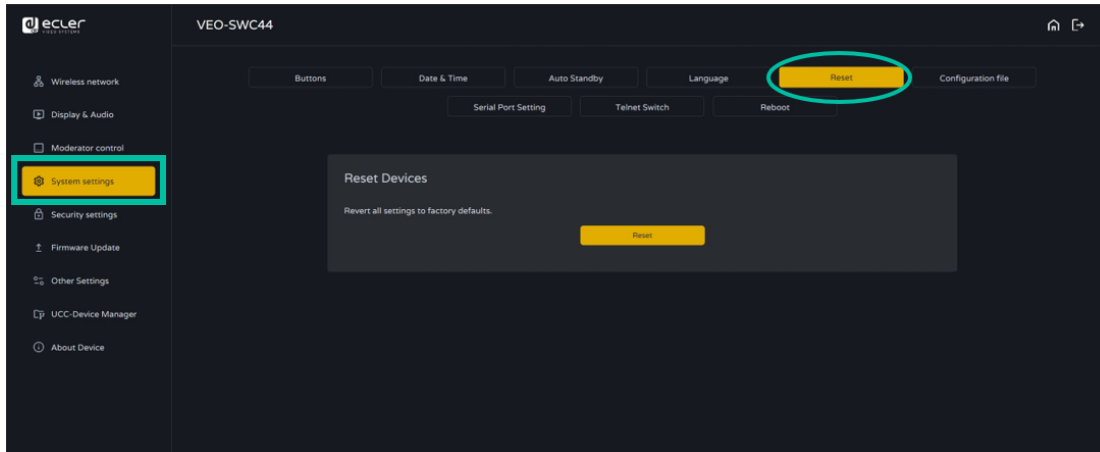 ecler
VIDEO SYSTEMS
VEO-SWC44
Wireless network
Display & Audio
Moderator control
System settings
Security settings
Firmware Update
Other Settings
UCC-Device Manager
About Device
Buttons
Date & Time
Auto Standby
Language
Reset
Configuration file
Serial Port Setting
Telnet Switch
Reboot
Reset Devices
Revert all settings to factory defaults.
Reset